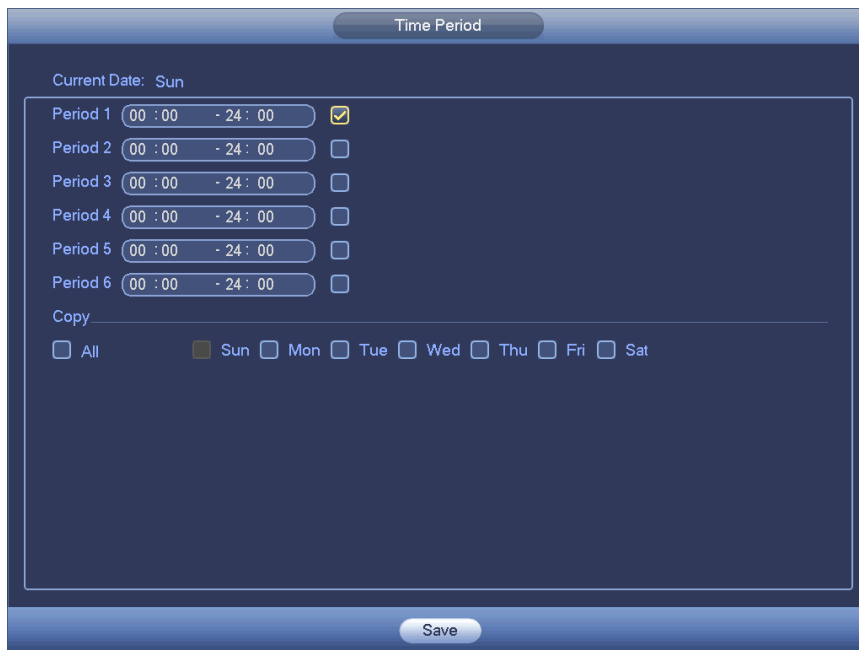 Time Period
Current Date: Sun
Period 1 00 :00 - 24 : 00
Period 2 00 :00 - 24 : 00
Period 3 00 :00 - 24 : 00
Period 4 00 :00 - 24 : 00
Period 5 00 :00 - 24 : 00
Period 6 00 :00 - 24 : 00
Copy
All Sun Mon Tue Wed Thu Fri Sat
Save